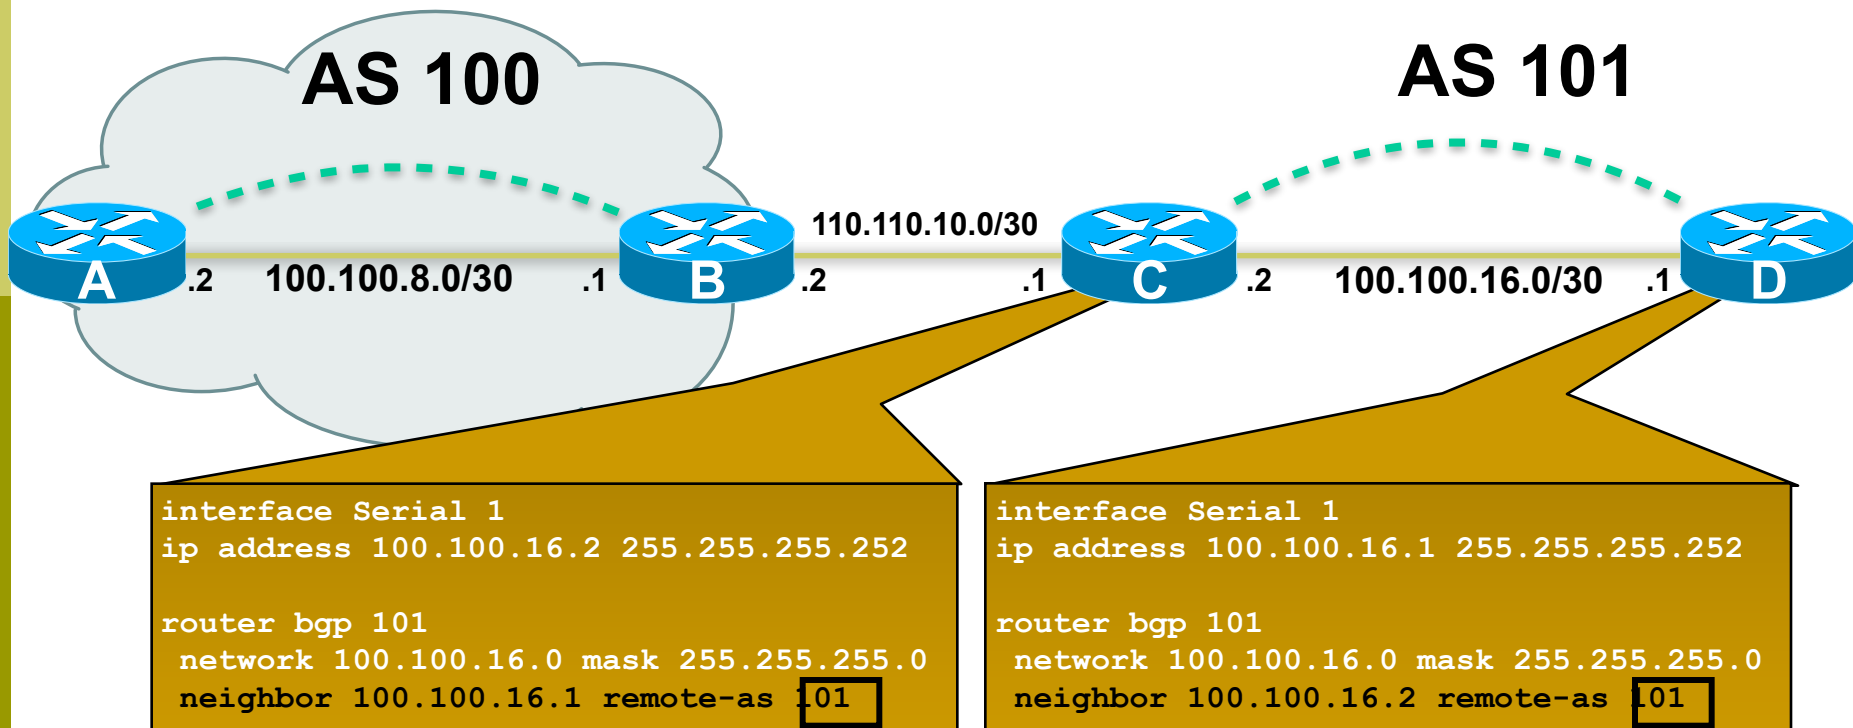 AS 100
AS 101
110.110.10.0/30
A
.2
100.100.8.0/30
.1
B
.2
.1
C
.2
100.100.16.0/30
.1
D
interface Serial 1
ip address 100.100.16.2 255.255.255.252
router bgp 101
network 100.100.16.0 mask 255.255.255.0
neighbor 100.100.16.1 remote-as 101
interface Serial 1
ip address 100.100.16.1 255.255.255.252
router bgp 101
network 100.100.16.0 mask 255.255.255.0
neighbor 100.100.16.2 remote-as 101